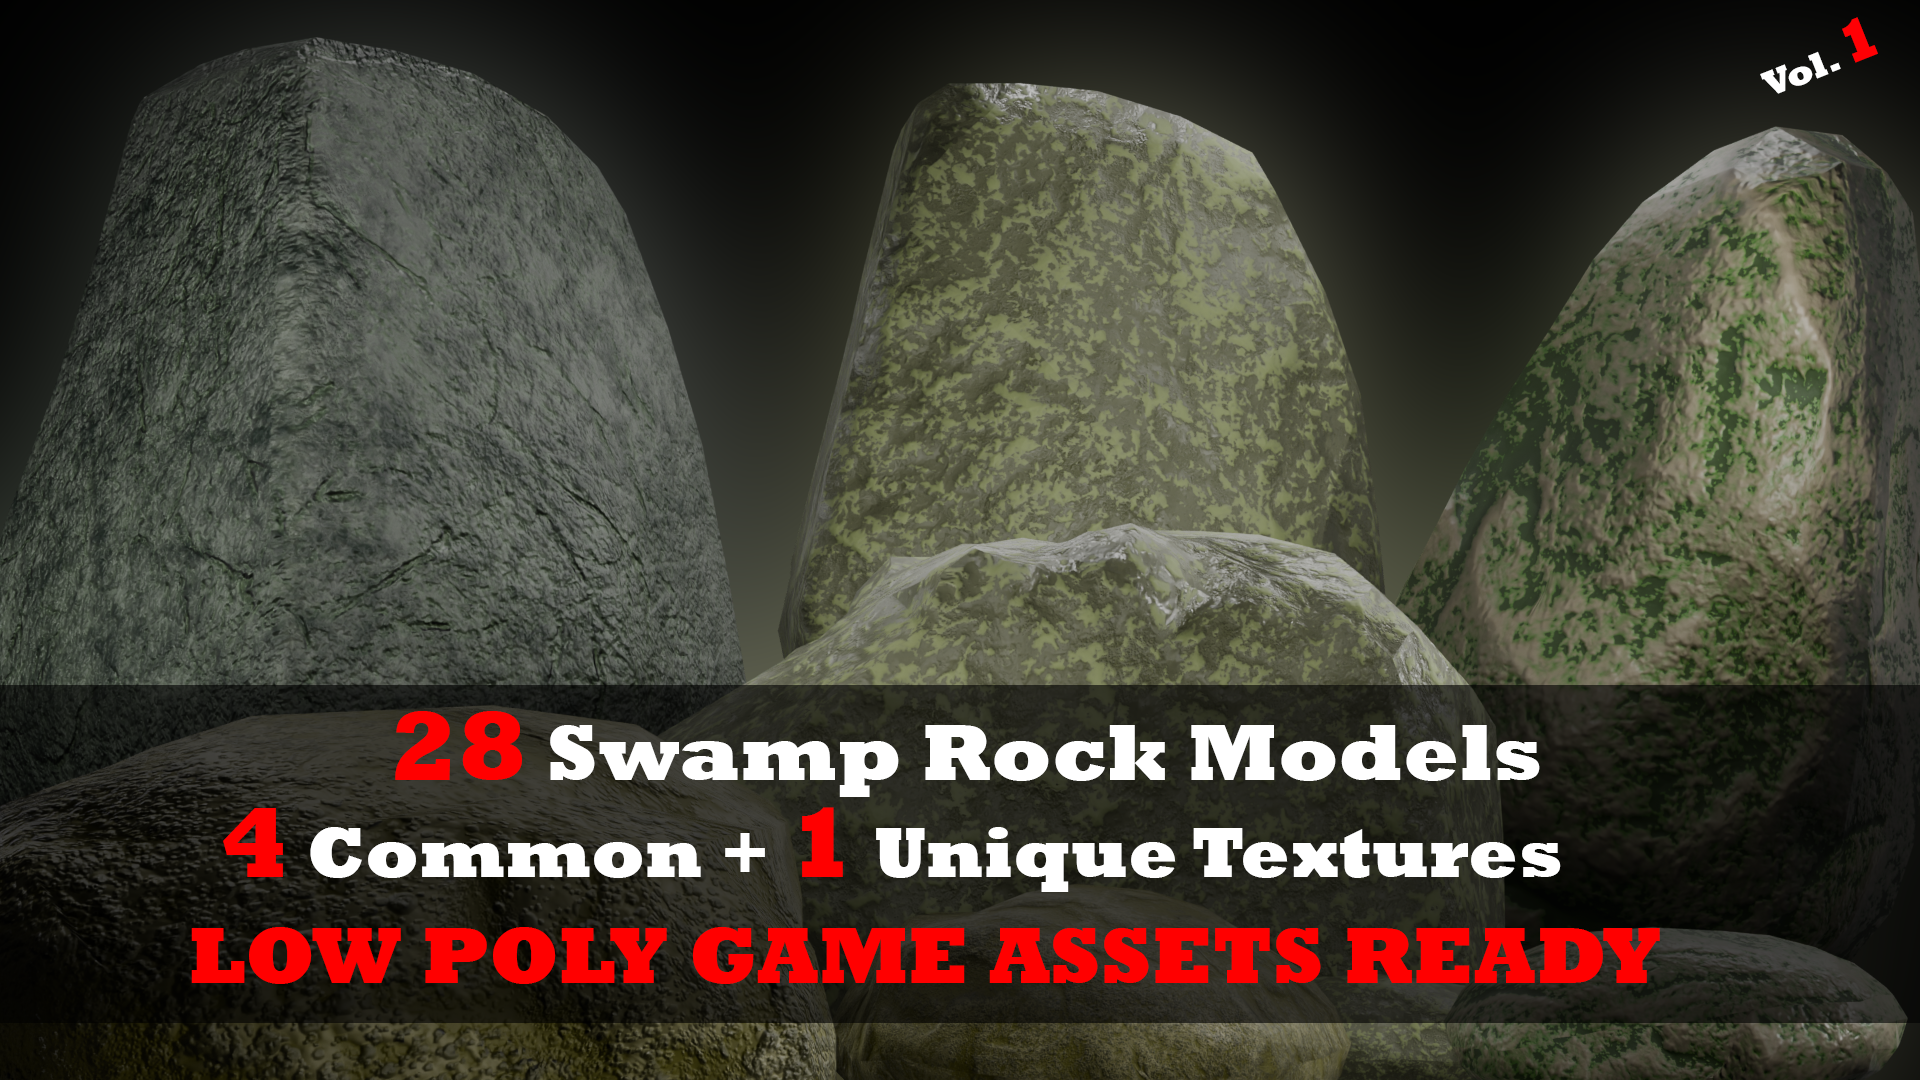 Vol. 1
28 Swamp Rock Models
4 Common + 1 Unique Textures
LOW POLY GAME ASSETS READY